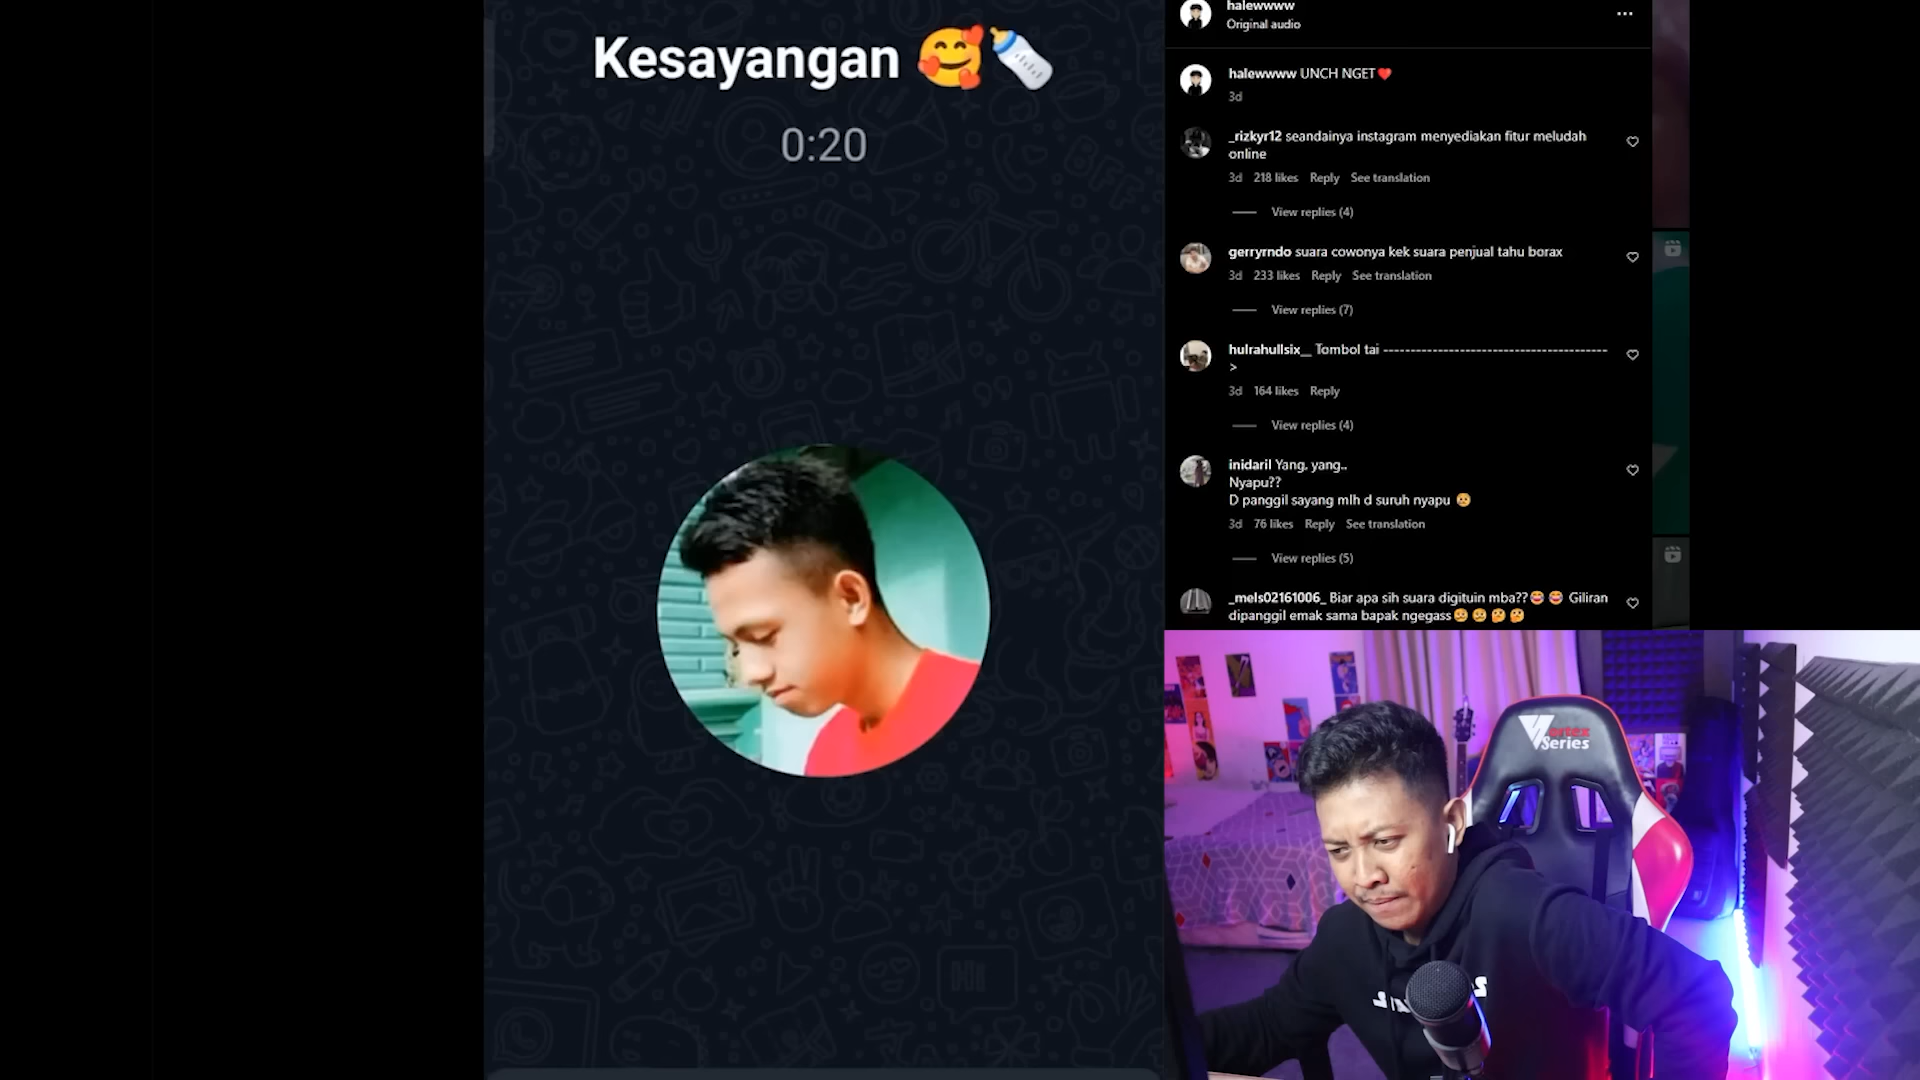 Kesayangan 🥰🍼
0:20
halewwww
Original audio
halewwww UNCH NGET♥️
3d
_rizkyr12 seandainya instagram menyediakan fitur meludah
online
3d 218 likes Reply See translation
View replies (4)
gerryrndo suara cowonya kek suara penjual tahu borax
3d 233 likes Reply See translation
View replies (7)
hulrahullsix__ Tombol tai -----------------------------------------
>
3d 164 likes Reply
View replies (4)
inidaril Yang, yang..
Nyapu??
D panggil sayang mlh d suruh nyapu 😥
3d 76 likes Reply See translation
View replies (5)
_mels02161006_ Biar apa sih suara digituin mba??😂 😂 Giliran
dipanggil emak sama bapak ngegass🥴 🥴 🤔 🤔
Vertex
Series